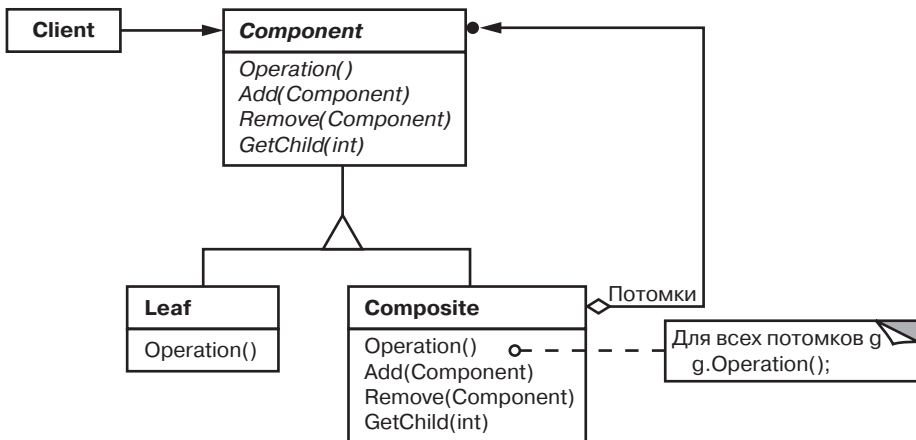 Client
Component
Operation()
Add(Component)
Remove(Component)
GetChild(int)
Leaf
Operation()
Composite
Operation()
Add(Component)
Remove(Component)
GetChild(int)
Потомки
Для всех потомков g
g.Operation();